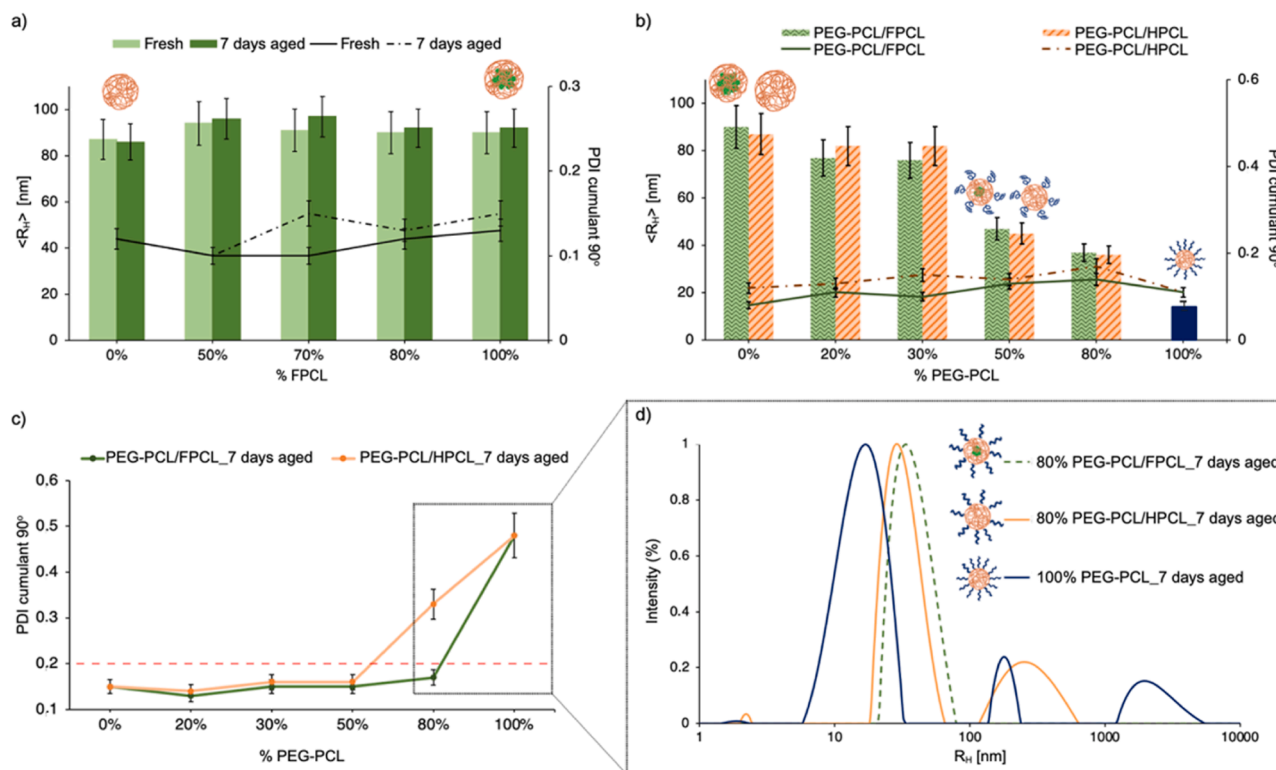 a)
Fresh 7 days aged Fresh 7 days aged
<R_H> [nm]
100
80
60
40
20
0
0% 50% 70% 80% 100%
% FPCL
0.3
0.2
0.1
0
PDI cumulant 90°
b)
PEG-PCL/FPCL PEG-PCL/HPCL
PEG-PCL/FPCL PEG-PCL/HPCL
<R_H> [nm]
100
80
60
40
20
0
0% 20% 30% 50% 80% 100%
% PEG-PCL
0.6
0.4
0.2
0
PDI cumulant 90°
c)
PEG-PCL/FPCL_7 days aged PEG-PCL/HPCL_7 days aged
PDI cumulant 90°
0.6
0.5
0.4
0.3
0.2
0.1
0% 20% 30% 50% 80% 100%
% PEG-PCL
d)
80% PEG-PCL/FPCL_7 days aged
80% PEG-PCL/HPCL_7 days aged
100% PEG-PCL_7 days aged
Intensity (%)
1
0.8
0.6
0.4
0.2
0
1 10 100 1000 10000
R_H [nm]